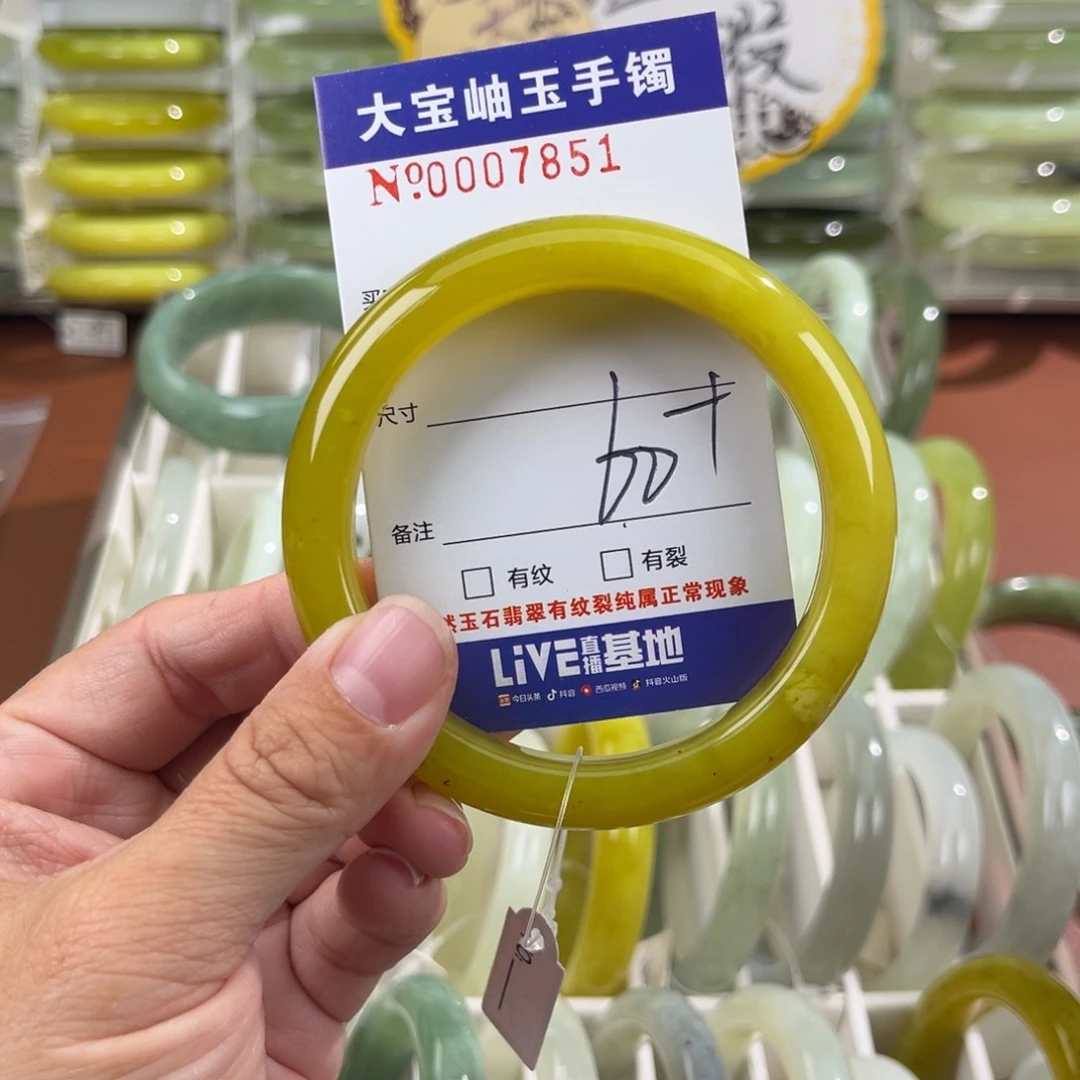 大宝岫玉手镯
Nº0007851
买
尺寸
60+
备注
□ 有纹 □ 有裂
然玉石翡翠有纹裂纯属正常现象
LiVE直播基地
今日头条 抖音 西瓜视频 抖音火山版